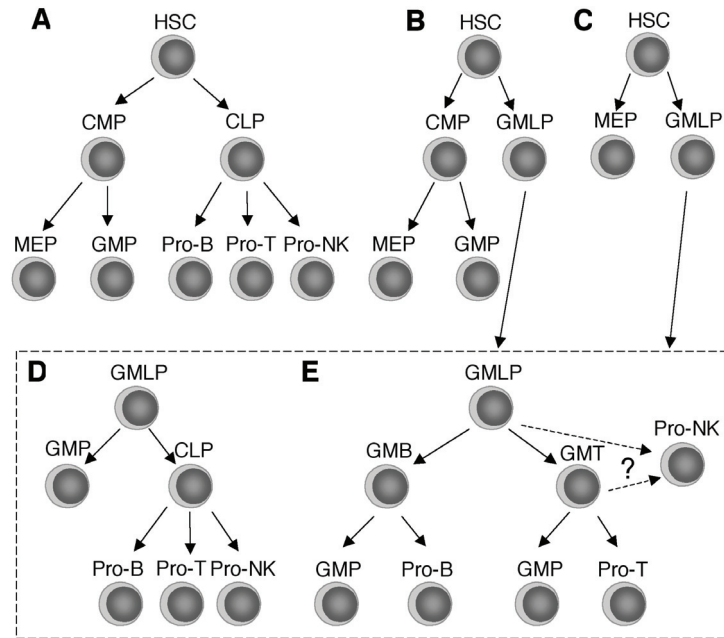 A HSC B HSC C HSC
CMP CLP CMP GMLP MEP GMLP
MEP GMP Pro-B Pro-T Pro-NK MEP GMP
D GMLP E GMLP
Pro-NK
GMP CLP GMB GMT
?
Pro-B Pro-T Pro-NK GMP Pro-B GMP Pro-T